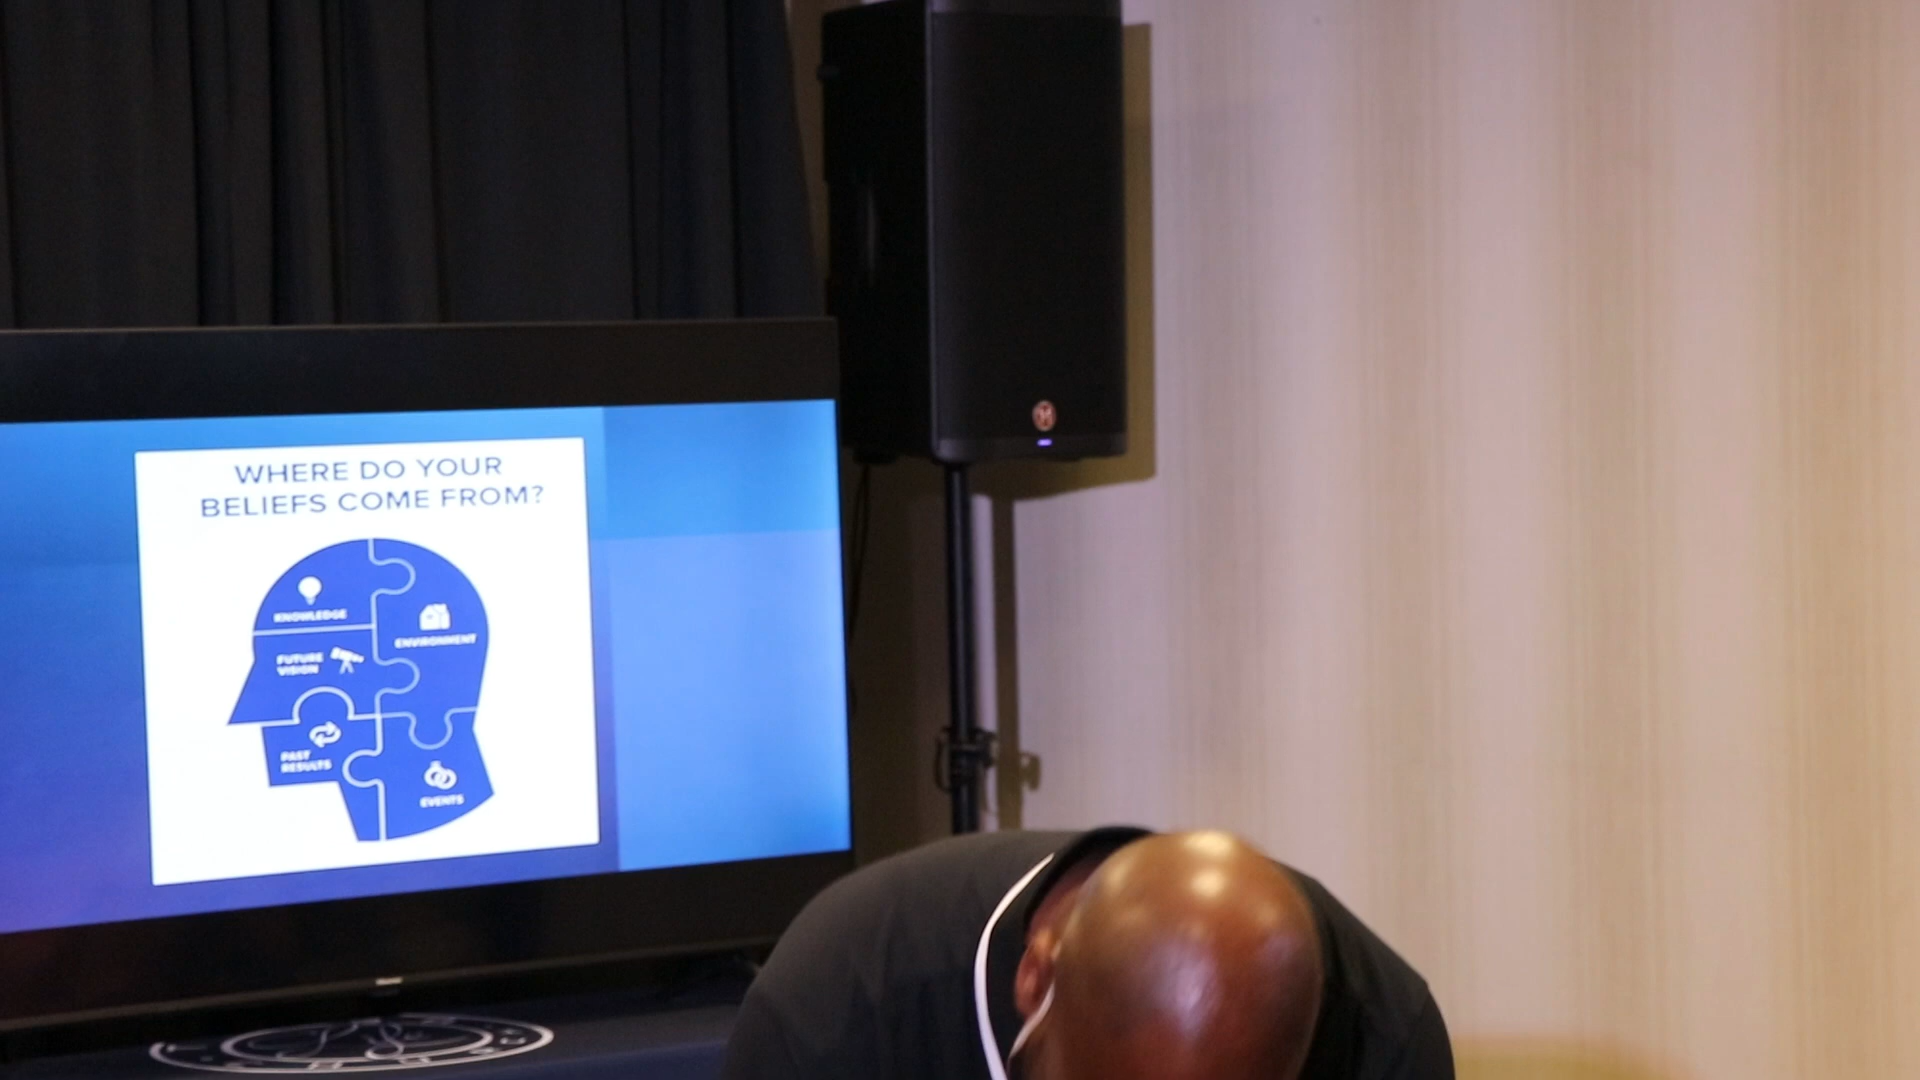 WHERE DO YOUR
BELIEFS COME FROM?
KNOWLEDGE
ENVIRONMENT
FUTURE
VISION
PAST
RESULTS
EVENTS